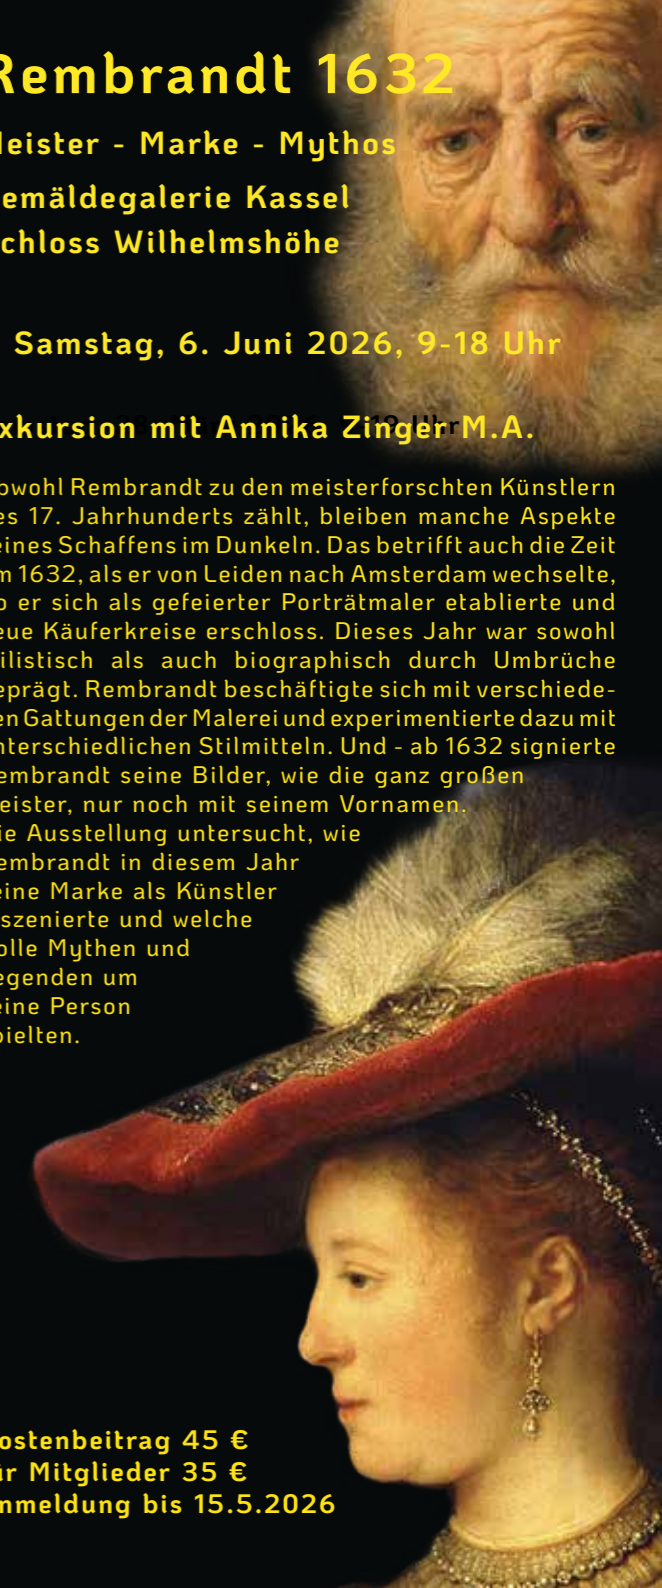 Rembrandt 1632
Meister - Marke - Mythos
emäldegalerie Kassel
chloss Wilhelmshöhe
Samstag, 6. Juni 2026, 9-18 Uhr
xkursion mit Annika Zinger M.A.
bwohl Rembrandt zu den meisterforschten Künstlern
es 17. Jahrhunderts zählt, bleiben manche Aspekte
eines Schaffens im Dunkeln. Das betrifft auch die Zeit
m 1632, als er von Leiden nach Amsterdam wechselte,
o er sich als gefeierter Porträtmaler etablierte und
eue Käuferkreise erschloss. Dieses Jahr war sowohl
ilistisch als auch biographisch durch Umbrüche
eprägt. Rembrandt beschäftigte sich mit verschiede-
en Gattungen der Malerei und experimentierte dazu mit
nterschiedlichen Stilmitteln. Und - ab 1632 signierte
embrandt seine Bilder, wie die ganz großen
eister, nur noch mit seinem Vornamen.
ie Ausstellung untersucht, wie
embrandt in diesem Jahr
eine Marke als Künstler
szenierte und welche
olle Mythen und
egenden um
eine Person
pielten.
ostenbeitrag 45 €
ür Mitglieder 35 €
nmeldung bis 15.5.2026